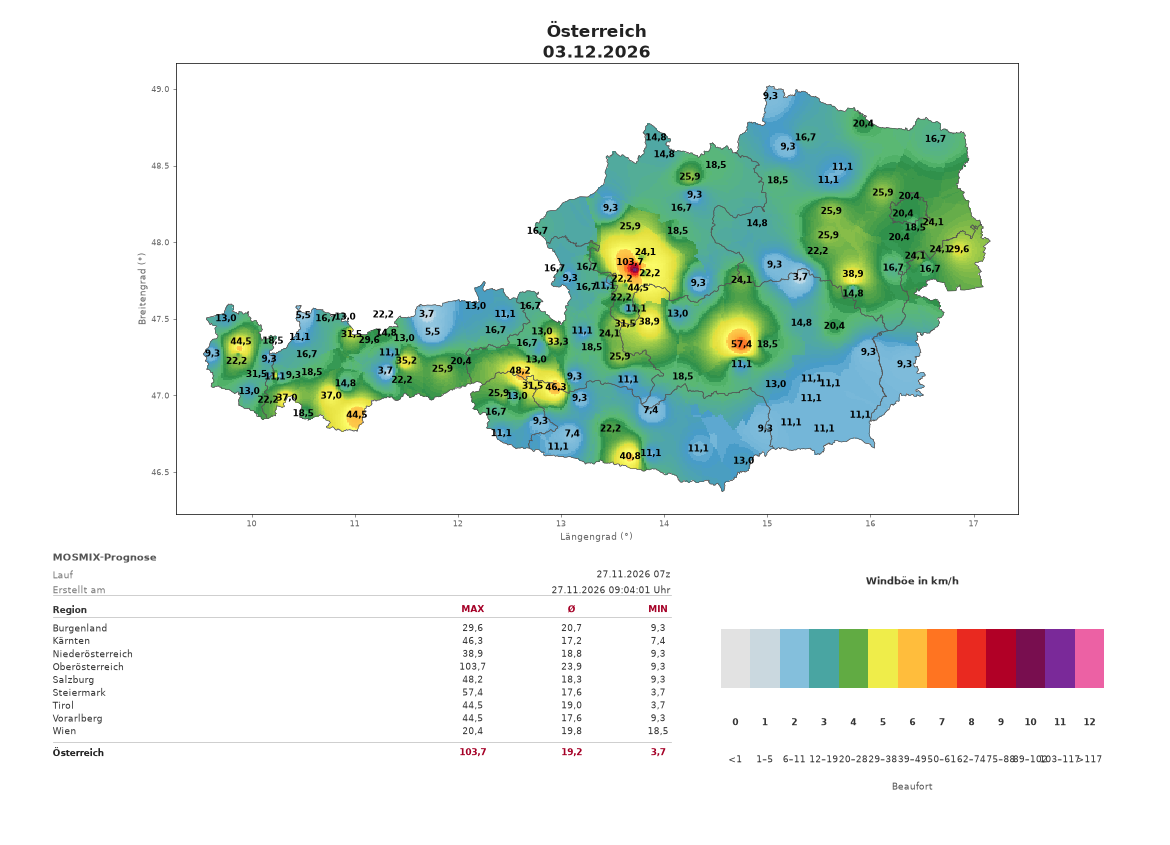 Österreich
03.12.2026
49.0
48.5
48.0
47.5
47.0
46.5
Breitengrad (°)
9,3
20,4
14,8 16,7 16,7
9,3
14,8
18,5 11,1
25,9 18,5 11,1
9,3 25,9 20,4
9,3 16,7 25,9 20,4
25,9 14,8 24,1
16,7 18,5 18,5
25,9 20,4
24,1 22,2 24,1 29,6
103,7 24,1
16,7 16,7 9,3 16,7 16,7
9,3 22,2 22,2 3,7 38,9
16,7 11,1 44,5 9,3 24,1
22,2 14,8
13,0 16,7 11,1
5,5 16,7 13,0 22,2 3,7 11,1 13,0
13,0 31,5 38,9 14,8 20,4
31,5 14,8 5,5 16,7 13,0 11,1 24,1
44,5 18,5 11,1 29,6 13,0 16,7 33,3 18,5 57,4 18,5
9,3 16,7 11,1 25,9 9,3
22,2 9,3 35,2 20,4 13,0 11,1 9,3
31,5 11,1 9,3 18,5 3,7 25,9 48,2 9,3 11,1 18,5
14,8 22,2 31,5 46,3 13,0 11,1 11,1
13,0 37,0 25,9 13,0 9,3 11,1
22,2 37,0 16,7 7,4
18,5 44,5 9,3 11,1 11,1
11,1 7,4 22,2 9,3 11,1
11,1 40,8 11,1 11,1
13,0
10 11 12 13 14 15 16 17
Längengrad (°)
MOSMIX-Prognose
Lauf 27.11.2026 07z
Erstellt am 27.11.2026 09:04:01 Uhr
Region MAX Ø MIN
Burgenland 29,6 20,7 9,3
Kärnten 46,3 17,2 7,4
Niederösterreich 38,9 18,8 9,3
Oberösterreich 103,7 23,9 9,3
Salzburg 48,2 18,3 9,3
Steiermark 57,4 17,6 3,7
Tirol 44,5 19,0 3,7
Vorarlberg 44,5 17,6 9,3
Wien 20,4 19,8 18,5
Österreich 103,7 19,2 3,7
Windböe in km/h
0 1 2 3 4 5 6 7 8 9 10 11 12
<1 1–5 6–11 12–19 20–28 29–38 39–49 50–61 62–74 75–88 89–102 103–117 >117
Beaufort